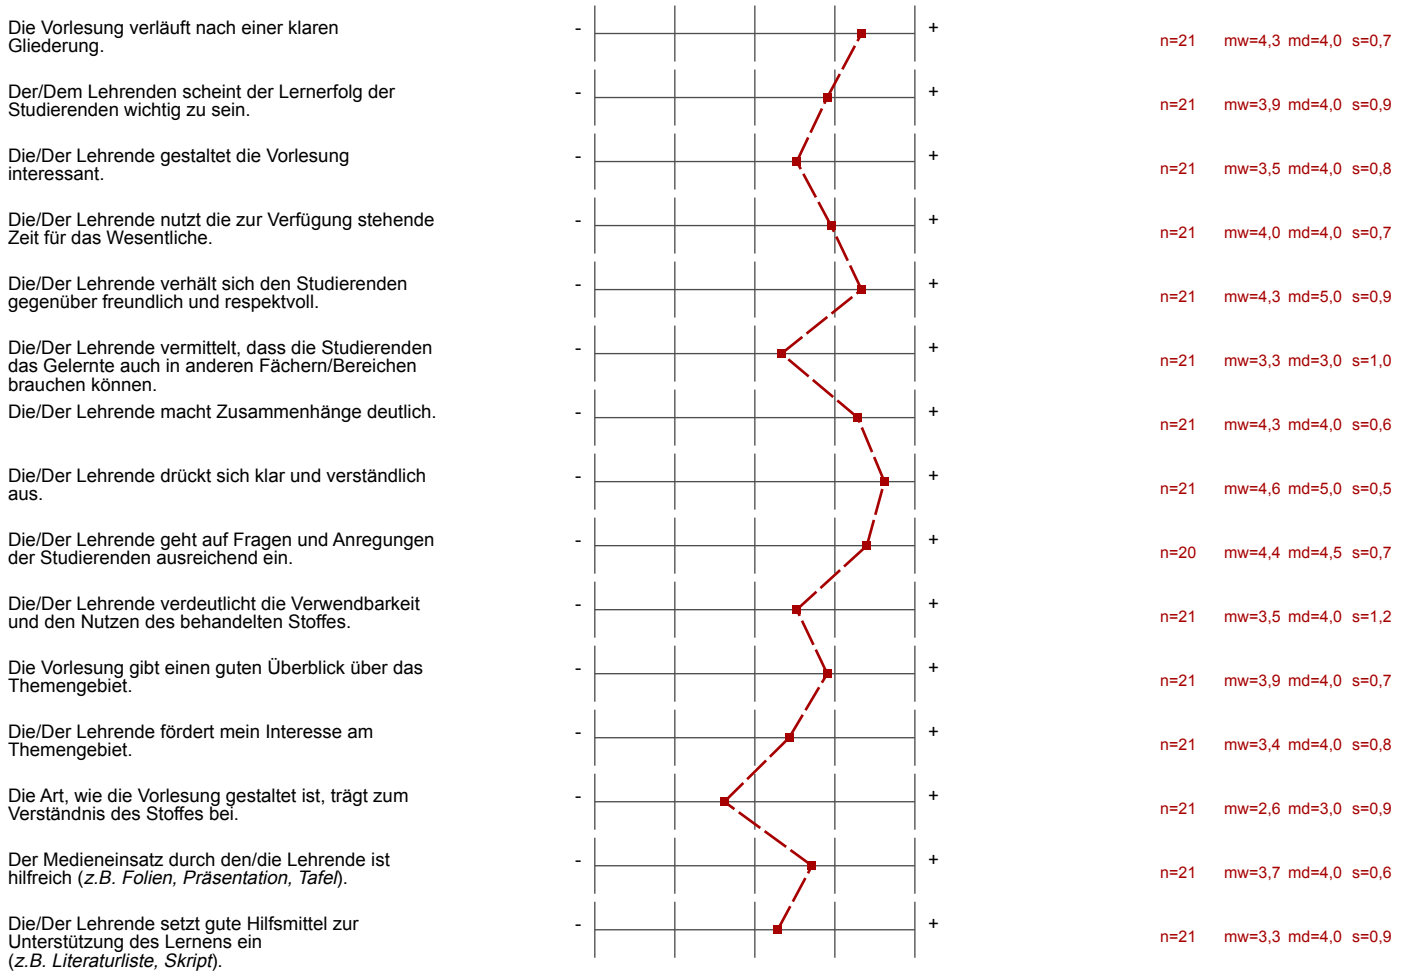 Die Vorlesung verläuft nach einer klaren
Gliederung.
- +
n=21 mw=4,3 md=4,0 s=0,7
Der/Dem Lehrenden scheint der Lernerfolg der
Studierenden wichtig zu sein.
- +
n=21 mw=3,9 md=4,0 s=0,9
Die/Der Lehrende gestaltet die Vorlesung
interessant.
- +
n=21 mw=3,5 md=4,0 s=0,8
Die/Der Lehrende nutzt die zur Verfügung stehende
Zeit für das Wesentliche.
- +
n=21 mw=4,0 md=4,0 s=0,7
Die/Der Lehrende verhält sich den Studierenden
gegenüber freundlich und respektvoll.
- +
n=21 mw=4,3 md=5,0 s=0,9
Die/Der Lehrende vermittelt, dass die Studierenden
das Gelernte auch in anderen Fächern/Bereichen
brauchen können.
- +
n=21 mw=3,3 md=3,0 s=1,0
Die/Der Lehrende macht Zusammenhänge deutlich.
- +
n=21 mw=4,3 md=4,0 s=0,6
Die/Der Lehrende drückt sich klar und verständlich
aus.
- +
n=21 mw=4,6 md=5,0 s=0,5
Die/Der Lehrende geht auf Fragen und Anregungen
der Studierenden ausreichend ein.
- +
n=20 mw=4,4 md=4,5 s=0,7
Die/Der Lehrende verdeutlicht die Verwendbarkeit
und den Nutzen des behandelten Stoffes.
- +
n=21 mw=3,5 md=4,0 s=1,2
Die Vorlesung gibt einen guten Überblick über das
Themengebiet.
- +
n=21 mw=3,9 md=4,0 s=0,7
Die/Der Lehrende fördert mein Interesse am
Themengebiet.
- +
n=21 mw=3,4 md=4,0 s=0,8
Die Art, wie die Vorlesung gestaltet ist, trägt zum
Verständnis des Stoffes bei.
- +
n=21 mw=2,6 md=3,0 s=0,9
Der Medieneinsatz durch den/die Lehrende ist
hilfreich (z.B. Folien, Präsentation, Tafel).
- +
n=21 mw=3,7 md=4,0 s=0,6
Die/Der Lehrende setzt gute Hilfsmittel zur
Unterstützung des Lernens ein
(z.B. Literaturliste, Skript).
- +
n=21 mw=3,3 md=4,0 s=0,9